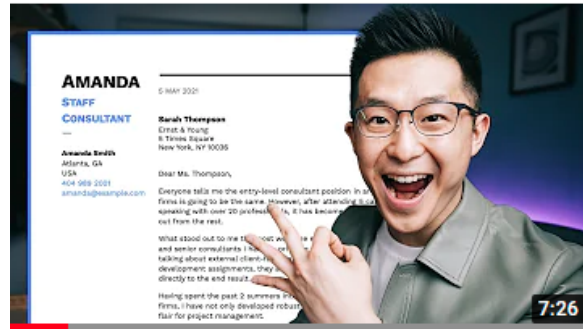 AMANDA
STAFF
CONSULTANT
Amanda Smith
Atlanta, GA
USA
404 989 2001
amanda@example.com
5 MAY 2021
Sarah Thompson
Ernst & Young
5 Times Square
New York, NY 10036
Dear Ms. Thompson,
Everyone tells me the entry-level consultant position in
firms is going to be the same. However, after attending
speaking with over 20 it has become
out from the rest.
What stood out to me
and senior consultants I
talking about external
development assignments, they
directly to the end result.
Having spent the past 2 summers
firms, I have not only developed robust
flair for project management.
7:26